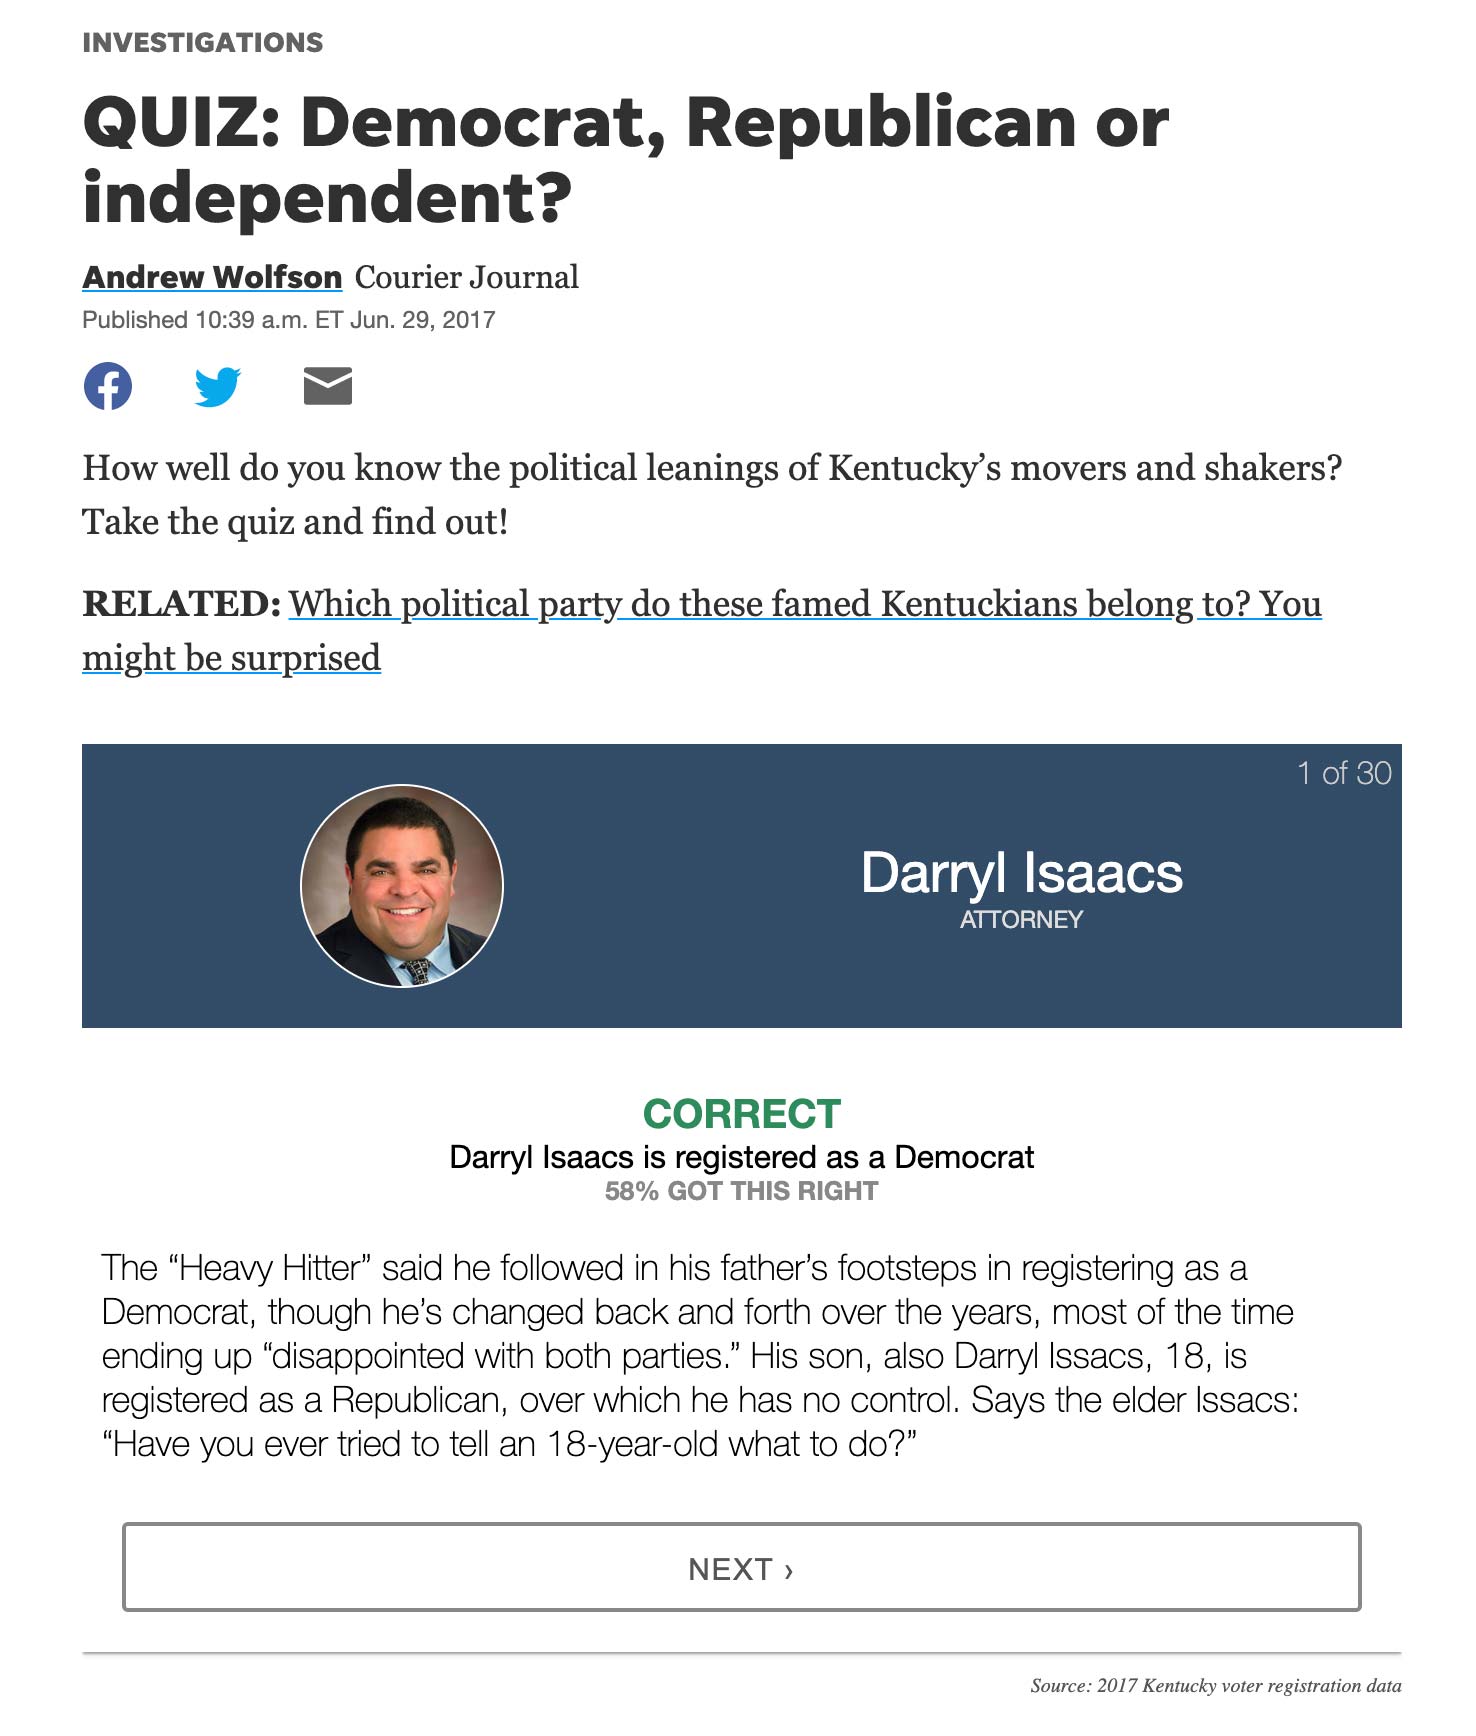 INVESTIGATIONS
QUIZ: Democrat, Republican or
independent?
Andrew Wolfson Courier Journal
Published 10:39 a.m. ET Jun. 29, 2017
How well do you know the political leanings of Kentucky’s movers and shakers?
Take the quiz and find out!
RELATED: Which political party do these famed Kentuckians belong to? You
might be surprised
1 of 30
Darryl Isaacs
ATTORNEY
CORRECT
Darryl Isaacs is registered as a Democrat
58% GOT THIS RIGHT
The “Heavy Hitter” said he followed in his father’s footsteps in registering as a
Democrat, though he’s changed back and forth over the years, most of the time
ending up “disappointed with both parties.” His son, also Darryl Issacs, 18, is
registered as a Republican, over which he has no control. Says the elder Issacs:
“Have you ever tried to tell an 18-year-old what to do?”
NEXT ›
Source: 2017 Kentucky voter registration data